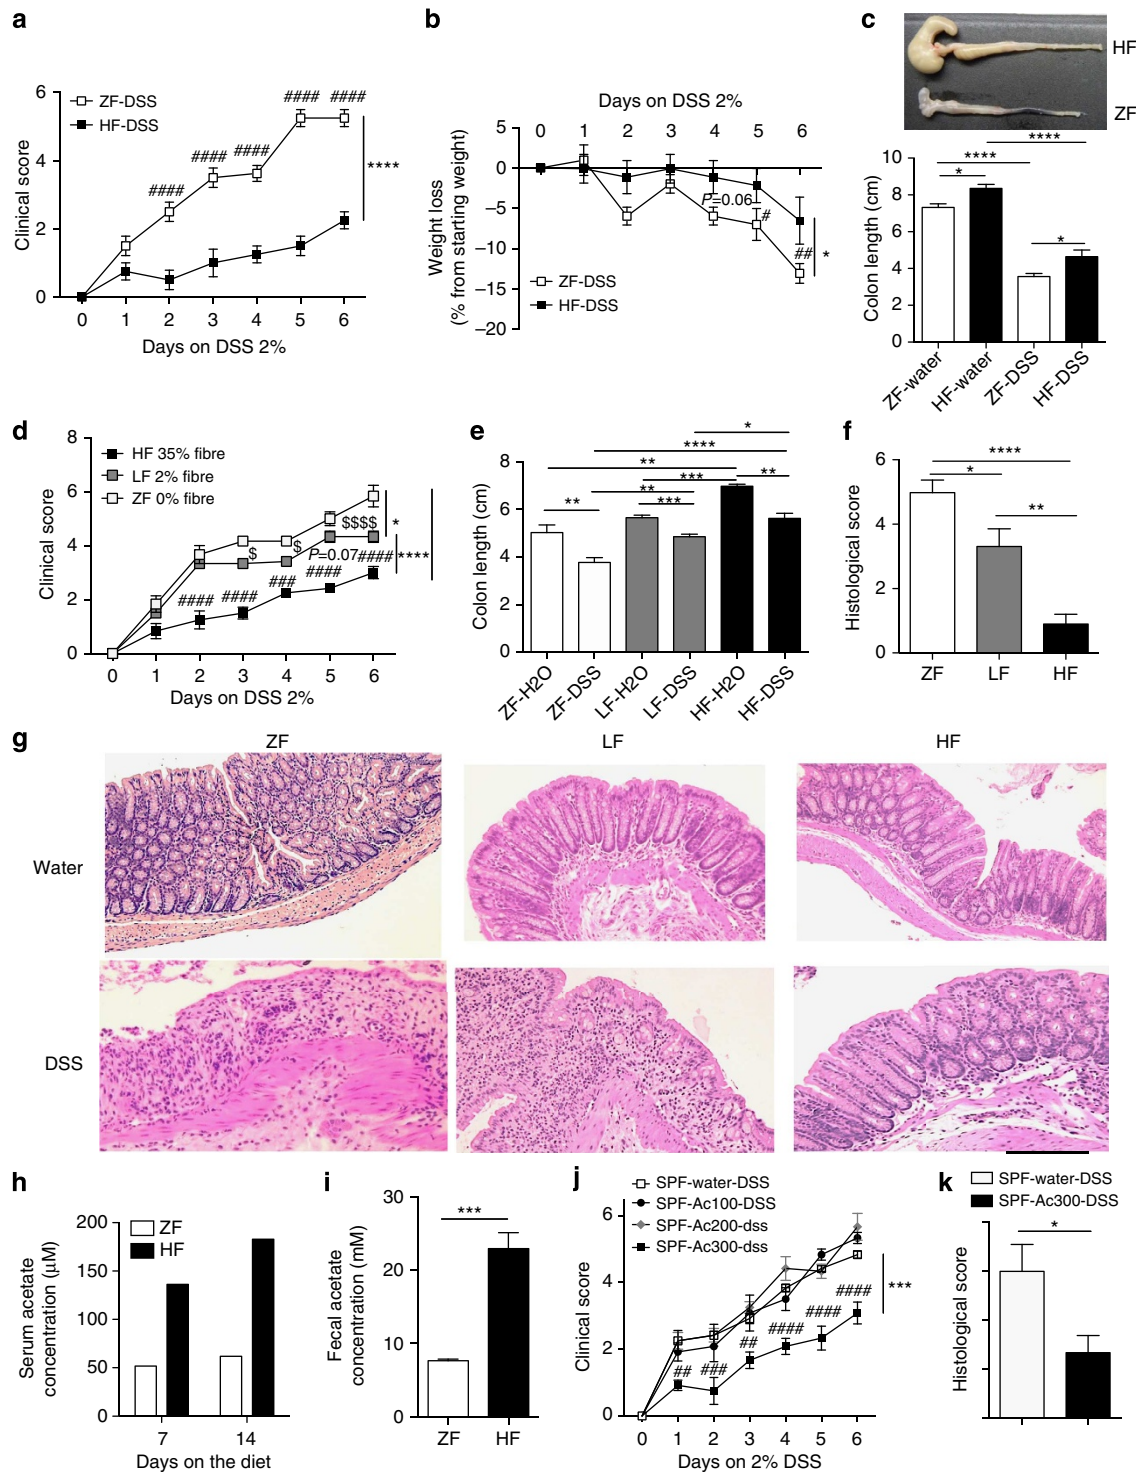 a
6
4
2
0
Clinical score
ZF-DSS
HF-DSS
####
####
####
####
####
****
0 1 2 3 4 5 6
Days on DSS 2%
b
Days on DSS 2%
0 1 2 3 4 5 6
5
0
−5
−10
−15
−20
Weight loss
(% from starting weight)
P=0.06
#
##
*
ZF-DSS
HF-DSS
c
HF
ZF
****
****
*
*
10
8
6
4
2
0
Colon length (cm)
ZF-water
HF-water
ZF-DSS
HF-DSS
d
8
6
4
2
0
Clinical score
HF 35% fibre
LF 2% fibre
ZF 0% fibre
$
$
$$$$
P=0.07
####
####
###
####
####
*
****
0 1 2 3 4 5 6
Days on DSS 2%
e
*
****
**
*** **
**
** ***
8
6
4
2
0
Colon length (cm)
ZF-H2O
ZF-DSS
LF-H2O
LF-DSS
HF-H2O
HF-DSS
f
****
*
**
6
4
2
0
Histological score
ZF LF HF
g
ZF LF HF
Water
DSS
h
200
150
100
50
0
Serum acetate
concentration (μM)
ZF
HF
7 14
Days on the diet
i
30
20
10
0
Fecal acetate
concentration (mM)
***
ZF HF
j
SPF-water-DSS
SPF-Ac100-DSS
SPF-Ac200-dss
SPF-Ac300-dss
6
4
2
0
Clinical score
##
###
##
####
####
####
***
0 1 2 3 4 5 6
Days on 2% DSS
k
SPF-water-DSS
SPF-Ac300-DSS
*
Histological score